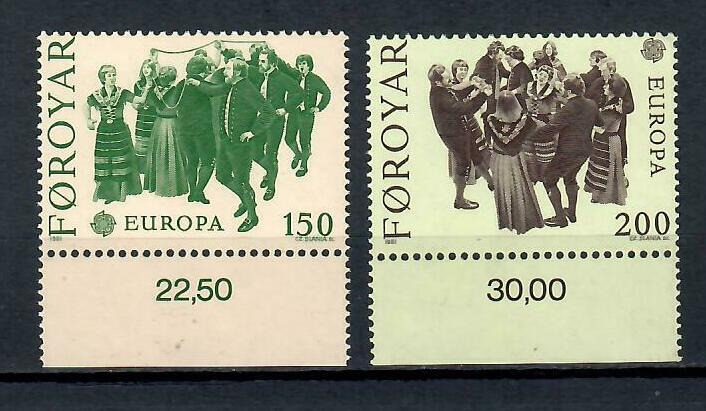 FØROYAR
EUROPA 150
1981 CZ.SLANIA SC.
22,50
FØROYAR
EUROPA
200
1981 CZ.SLANIA SC.
30,00